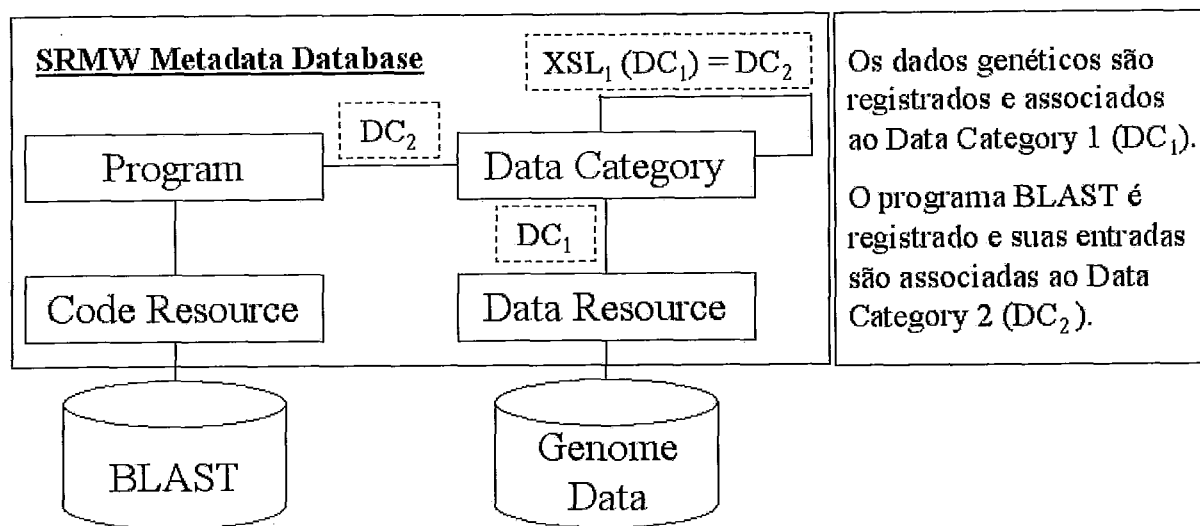 SRMW Metadata Database
XSL₁ (DC₁) = DC₂
Program
DC₂
Data Category
DC₁
Code Resource
Data Resource
BLAST
Genome
Data
Os dados genéticos são
registrados e associados
ao Data Category 1 (DC₁).
O programa BLAST é
registrado e suas entradas
são associadas ao Data
Category 2 (DC₂).